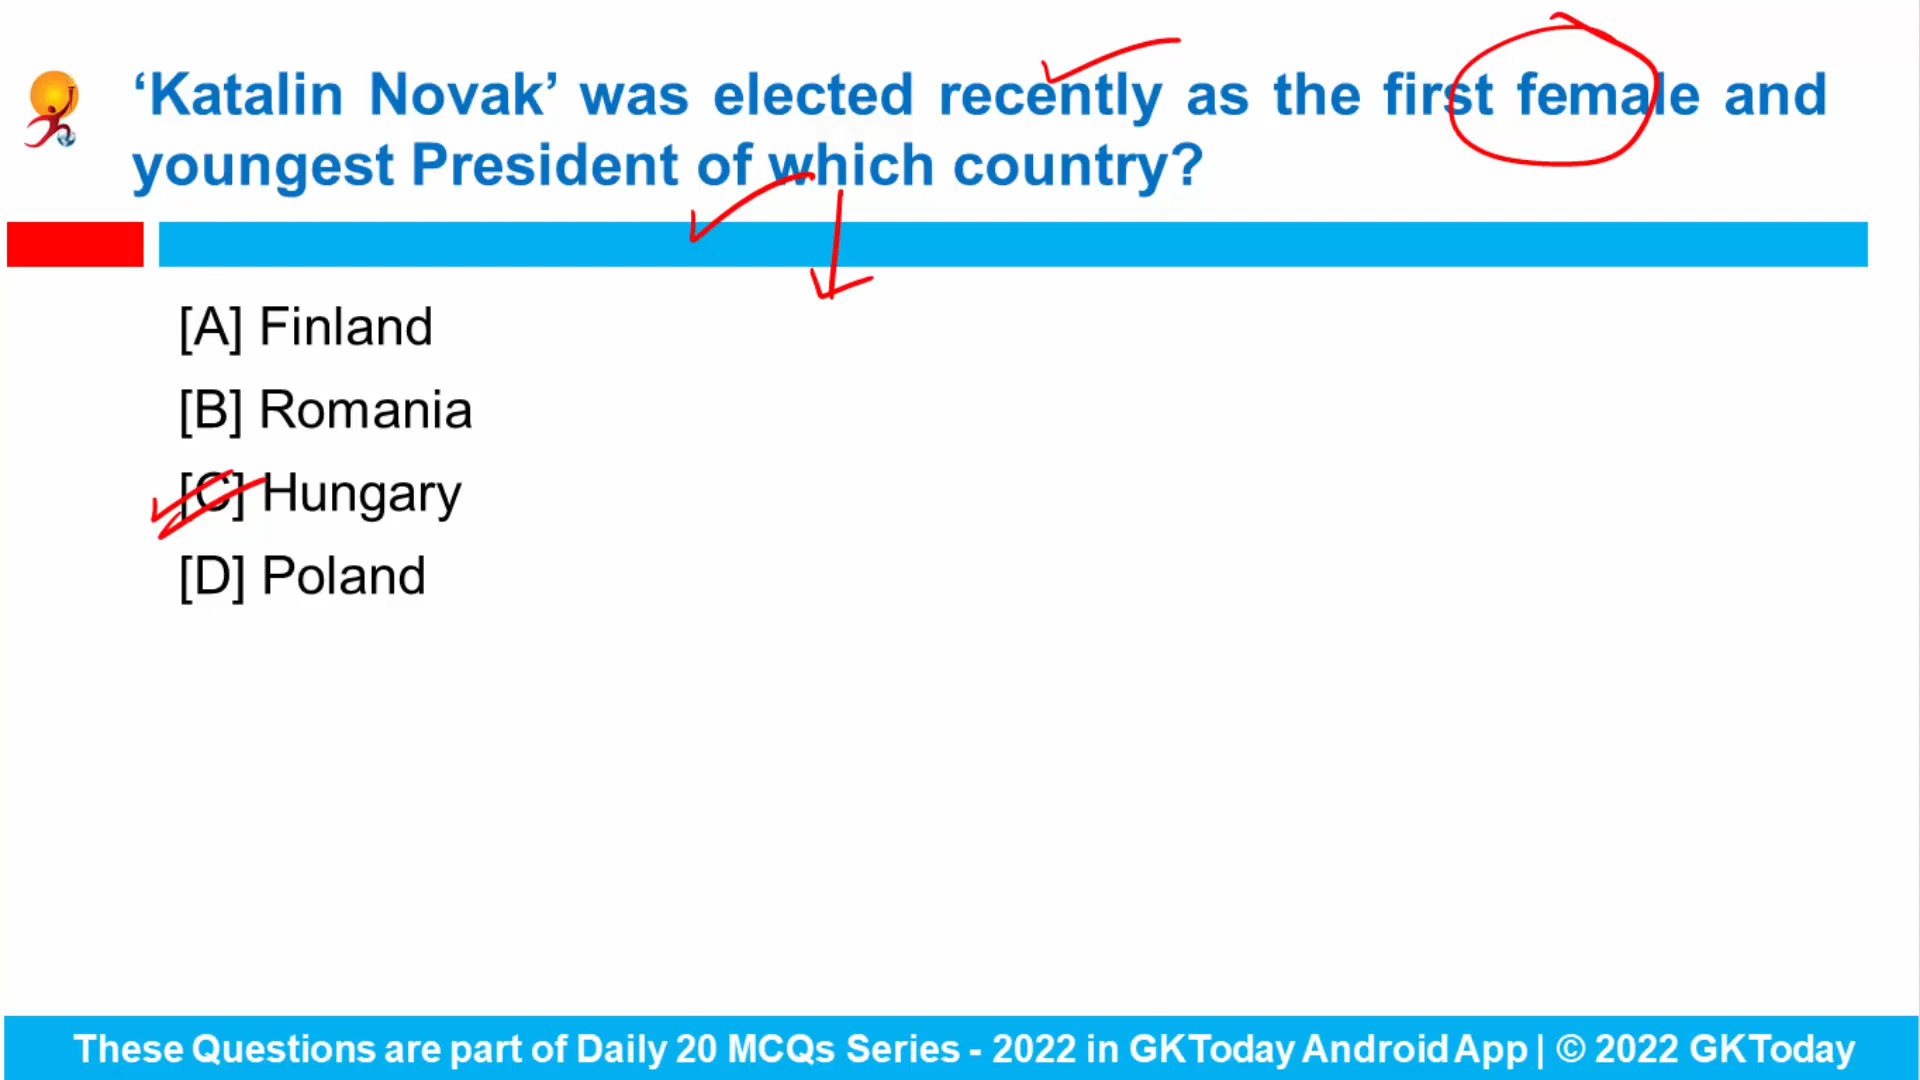 ‘Katalin Novak’ was elected recently as the first female and
youngest President of which country?
[A] Finland
[B] Romania
[C] Hungary
[D] Poland
These Questions are part of Daily 20 MCQs Series - 2022 in GKToday Android App | © 2022 GKToday